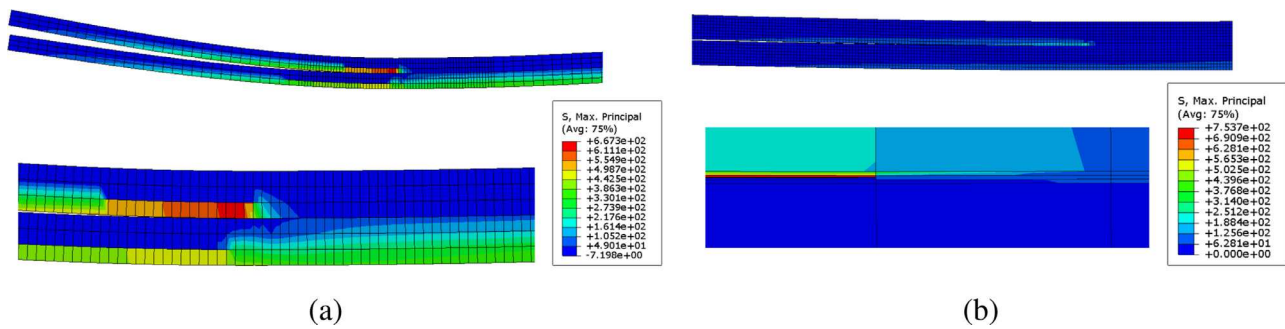 S, Max. Principal
(Avg: 75%)
+6.673e+02
+6.111e+02
+5.549e+02
+4.987e+02
+4.425e+02
+3.863e+02
+3.301e+02
+2.739e+02
+2.176e+02
+1.614e+02
+1.052e+02
+4.901e+01
-7.198e+00
(a)
S, Max. Principal
(Avg: 75%)
+7.537e+02
+6.909e+02
+6.281e+02
+5.653e+02
+5.025e+02
+4.396e+02
+3.768e+02
+3.140e+02
+2.512e+02
+1.884e+02
+1.256e+02
+6.281e+01
+0.000e+00
(b)